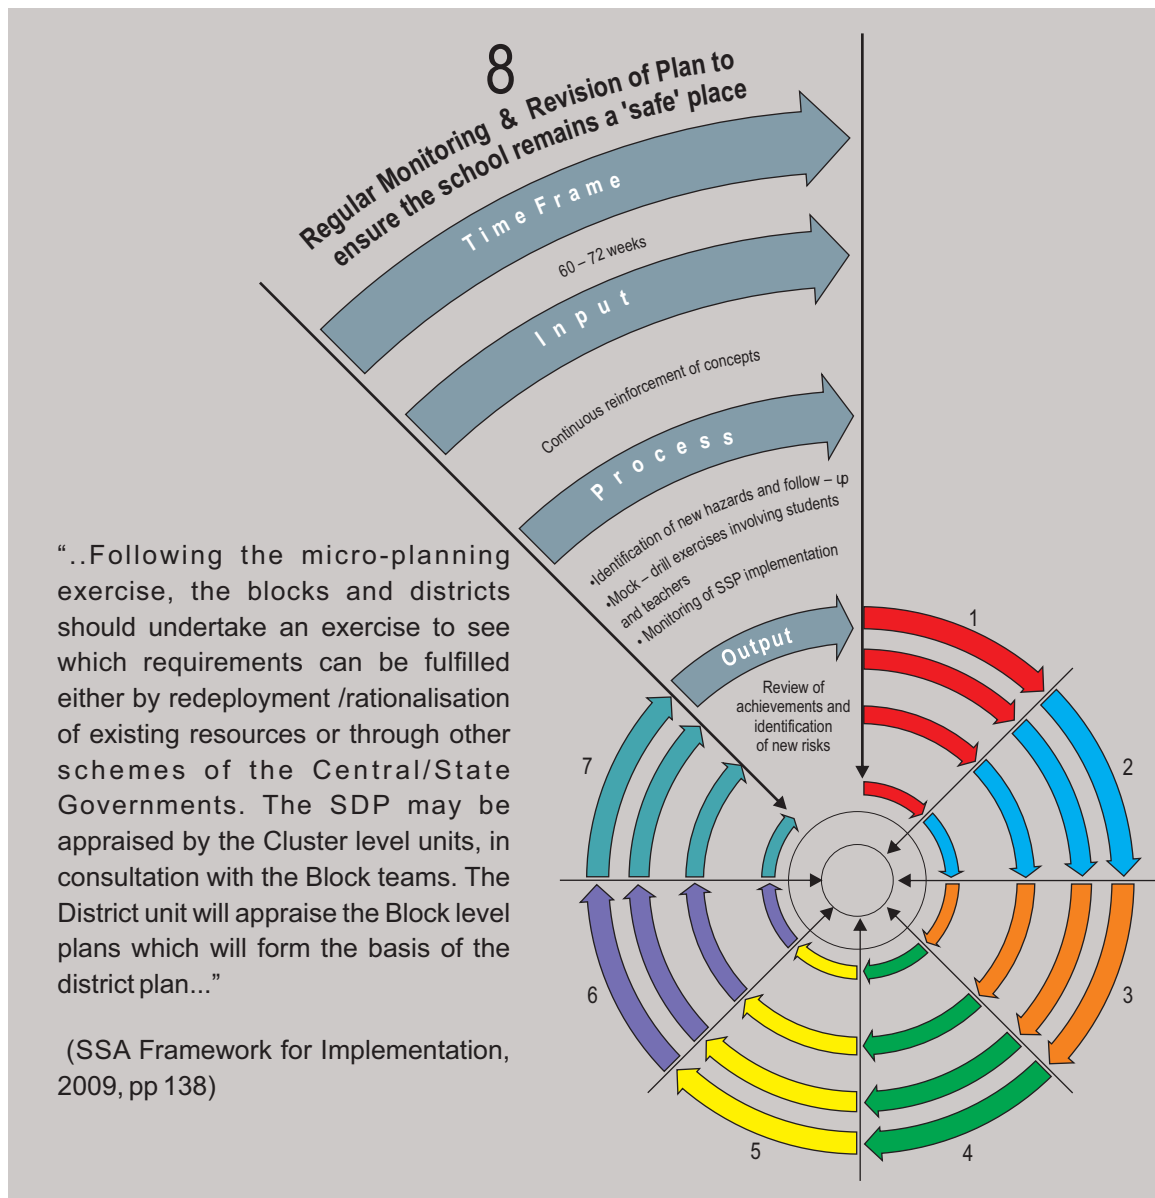 8
Regular Monitoring & Revision of Plan to
ensure the school remains a 'safe' place
Time Frame
60 – 72 weeks
Input
Continuous reinforcement of concepts
Process
•Identification of new hazards and follow – up
•Mock – drill exercises involving students
and teachers
• Monitoring of SSP implementation
Output
Review of
achievements and
identification
of new risks
“..Following the micro-planning
exercise, the blocks and districts
should undertake an exercise to see
which requirements can be fulfilled
either by redeployment /rationalisation
of existing resources or through other
schemes of the Central/State
Governments. The SDP may be
appraised by the Cluster level units, in
consultation with the Block teams. The
District unit will appraise the Block level
plans which will form the basis of the
district plan...”
(SSA Framework for Implementation,
2009, pp 138)
1
2
3
4
5
6
7